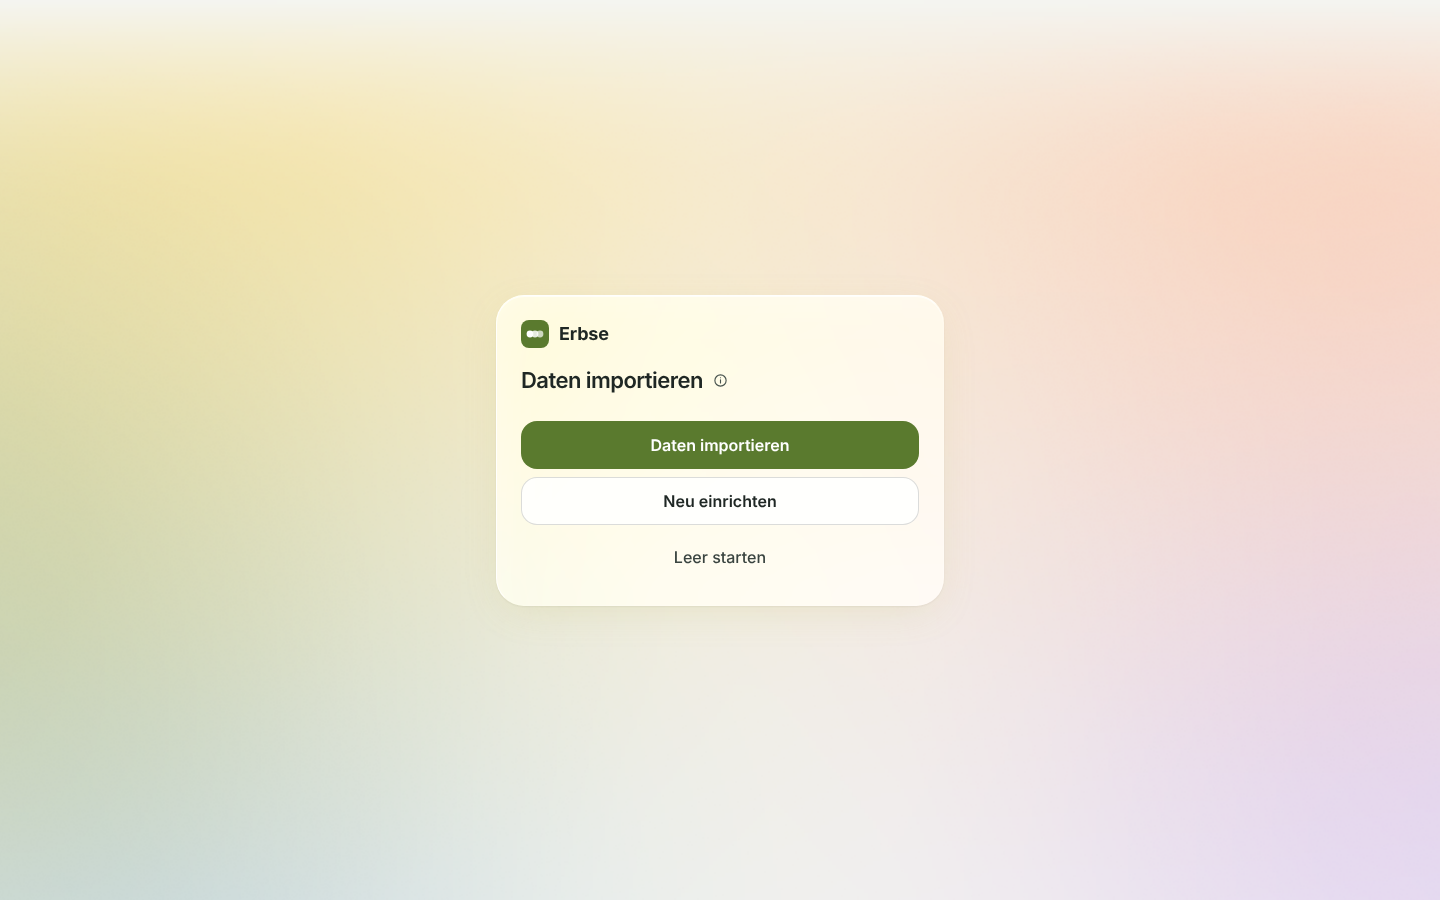 Erbse
Daten importieren
Daten importieren
Neu einrichten
Leer starten